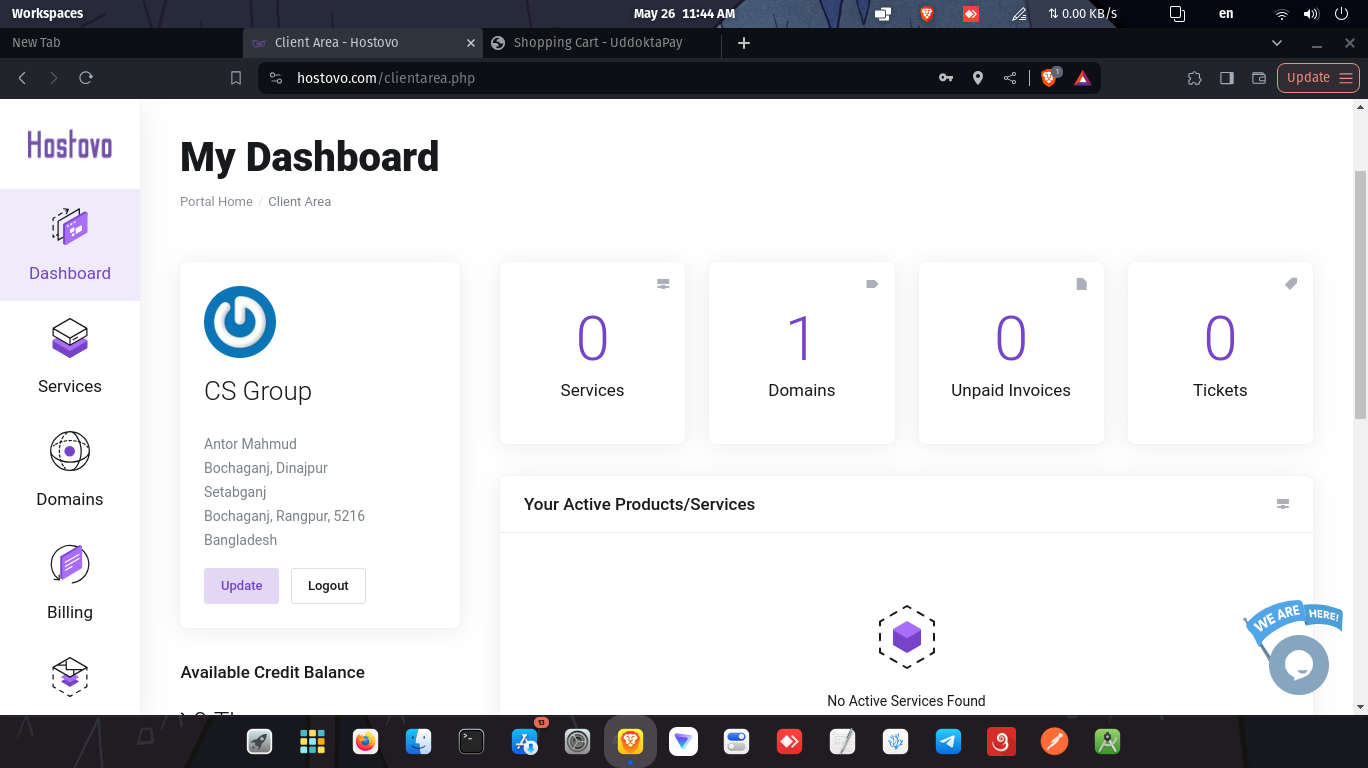 Workspaces
May 26 11:44 AM
0.00 KB/s
en
New Tab
Client Area - Hostovo
Shopping Cart - UddoktaPay
hostovo.com/clientarea.php
1
Update
Hostovo
My Dashboard
Portal Home / Client Area
Dashboard
Services
Domains
Billing
CS Group
Antor Mahmud
Bochaganj, Dinajpur
Setabganj
Bochaganj, Rangpur, 5216
Bangladesh
Update
Logout
0
Services
1
Domains
0
Unpaid Invoices
0
Tickets
Your Active Products/Services
No Active Services Found
WE ARE HERE!
Available Credit Balance
13